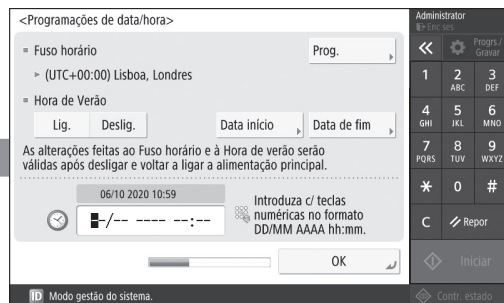 <Programações de data/hora>
Fuso horário
Prog.
(UTC+00:00) Lisboa, Londres
Hora de Verão
Lig.
Deslig.
Data início
Data de fim
As alterações feitas ao Fuso horário e à Hora de verão serão
válidas após desligar e voltar a ligar a alimentação principal.
06/10 2020 10:59
--/-- ---- --:--
Introduza c/ teclas
numéricas no formato
DD/MM AAAA hh:mm.
OK
ID Modo gestão do sistema.
Administrator
Enc ses
Progrs./
Gravar
1
2 ABC
3 DEF
4 GHI
5 JKL
6 MNO
7 PQRS
8 TUV
9 WXYZ
* 0 #
C
Repor
Iniciar
Contr. estado